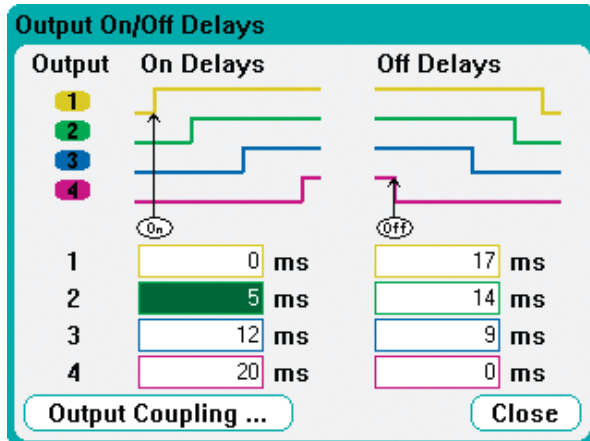 Output On/Off Delays
Output On Delays Off Delays
1
2
3
4
On Off
1 0 ms 17 ms
2 5 ms 14 ms
3 12 ms 9 ms
4 20 ms 0 ms
Output Coupling ... Close